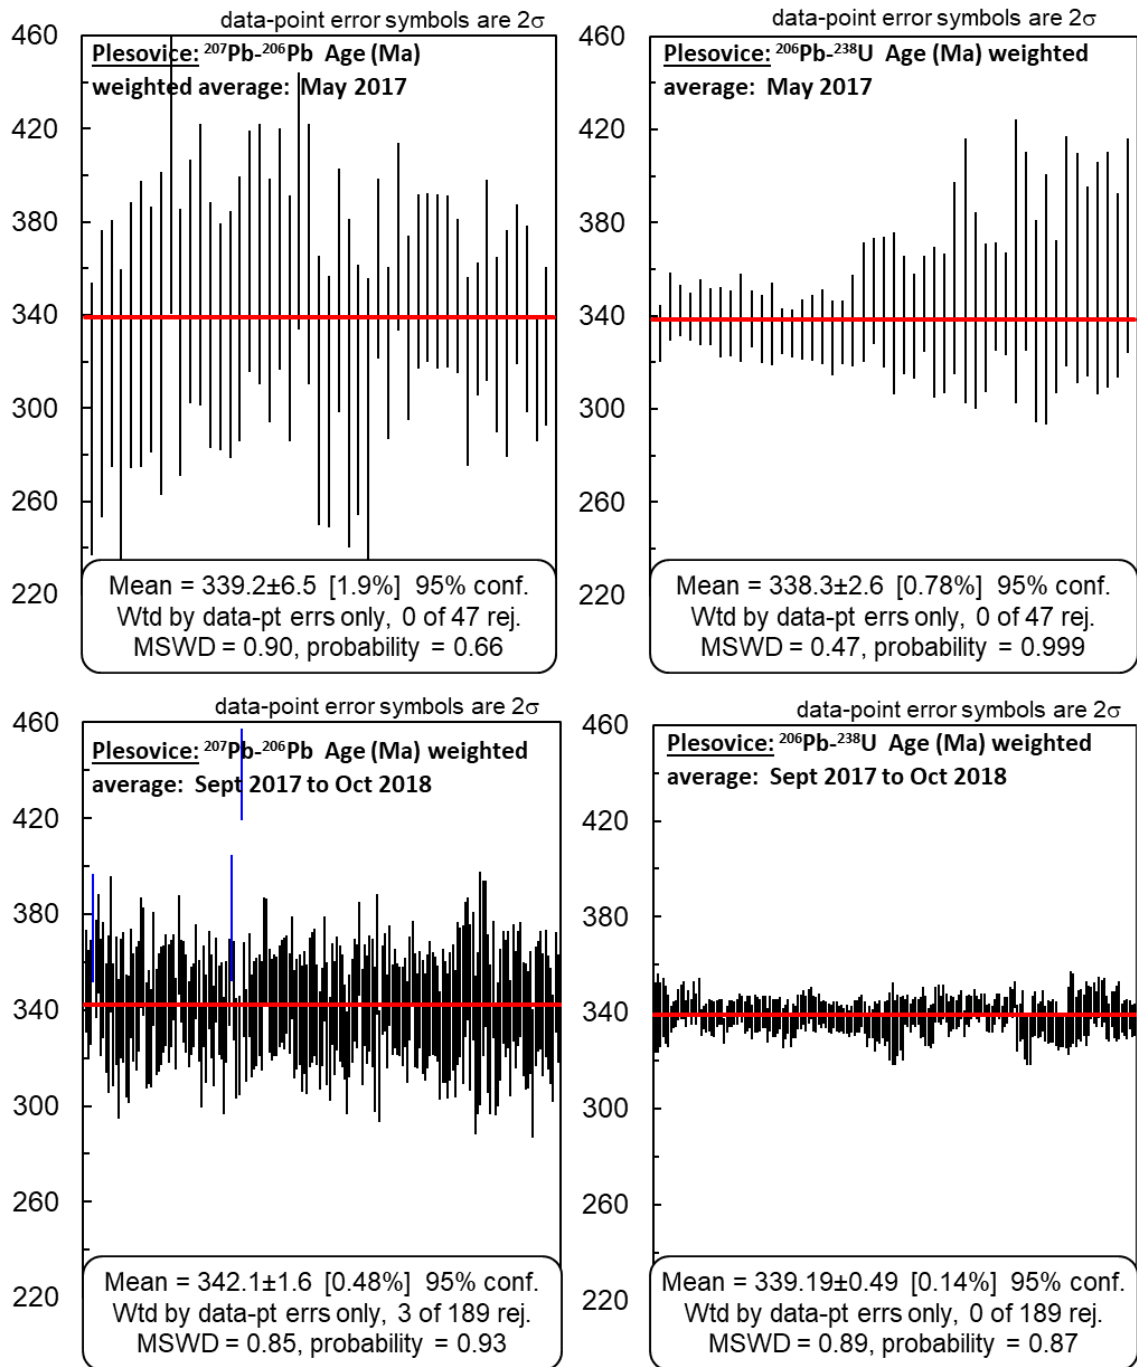 data-point error symbols are 2σ
460
Plesovice: ²⁰⁷Pb-²⁰⁶Pb Age (Ma)
weighted average: May 2017
420
380
340
300
260
220
Mean = 339.2±6.5 [1.9%] 95% conf.
Wtd by data-pt errs only, 0 of 47 rej.
MSWD = 0.90, probability = 0.66
data-point error symbols are 2σ
460
Plesovice: ²⁰⁶Pb-²³⁸U Age (Ma) weighted
average: May 2017
420
380
340
300
260
220
Mean = 338.3±2.6 [0.78%] 95% conf.
Wtd by data-pt errs only, 0 of 47 rej.
MSWD = 0.47, probability = 0.999
data-point error symbols are 2σ
460
Plesovice: ²⁰⁷Pb-²⁰⁶Pb Age (Ma) weighted
average: Sept 2017 to Oct 2018
420
380
340
300
260
220
Mean = 342.1±1.6 [0.48%] 95% conf.
Wtd by data-pt errs only, 3 of 189 rej.
MSWD = 0.85, probability = 0.93
data-point error symbols are 2σ
460
Plesovice: ²⁰⁶Pb-²³⁸U Age (Ma) weighted
average: Sept 2017 to Oct 2018
420
380
340
300
260
220
Mean = 339.19±0.49 [0.14%] 95% conf.
Wtd by data-pt errs only, 0 of 189 rej.
MSWD = 0.89, probability = 0.87